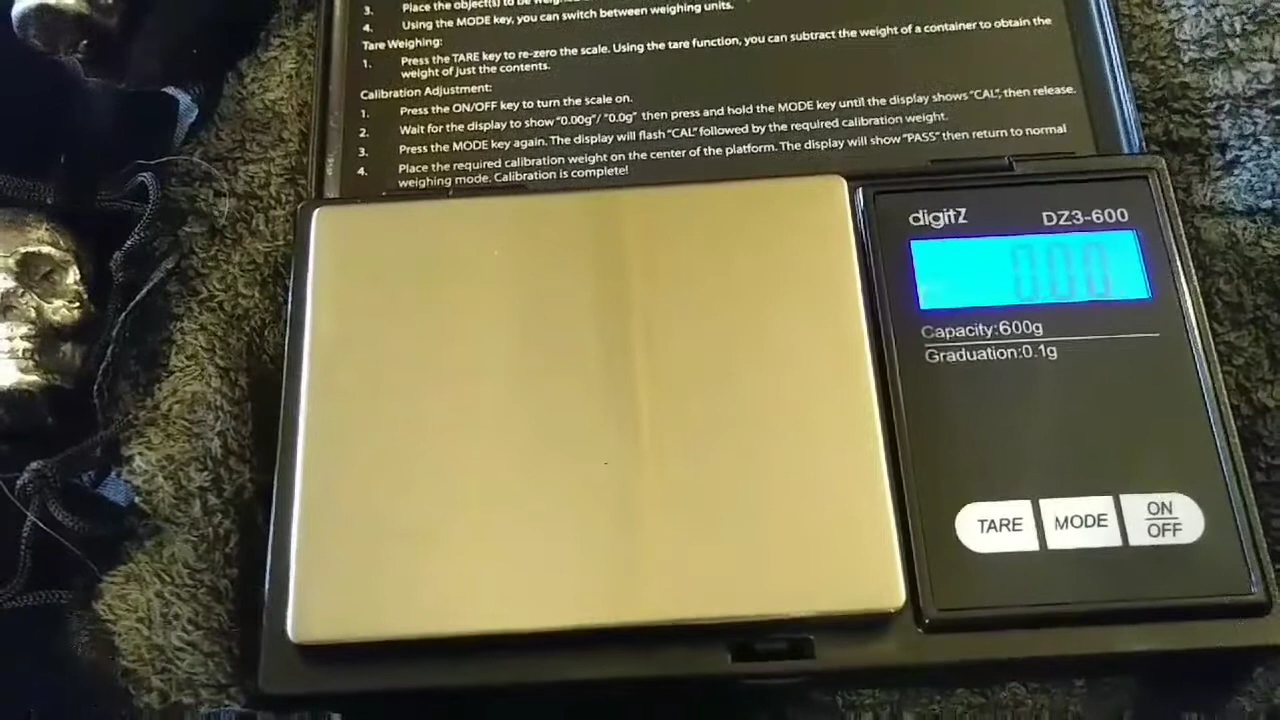 3. Place the object(s) to be
4. Using the MODE key, you can switch between weighing units.
Tare Weighing:
1. Press the TARE key to re-zero the scale. Using the tare function, you can subtract the weight of a container to obtain the
weight of just the contents.
Calibration Adjustment:
1. Press the ON/OFF key to turn the scale on.
2. Wait for the display to show "0.00g"/ "0.0g" then press and hold the MODE key until the display shows "CAL", then release.
3. Press the MODE key again. The display will flash "CAL" followed by the required calibration weight.
4. Place the required calibration weight on the center of the platform. The display will show "PASS" then return to normal
weighing mode. Calibration is complete!
digitZ DZ3-600
Capacity:600g
Graduation:0.1g
TARE MODE ON
OFF